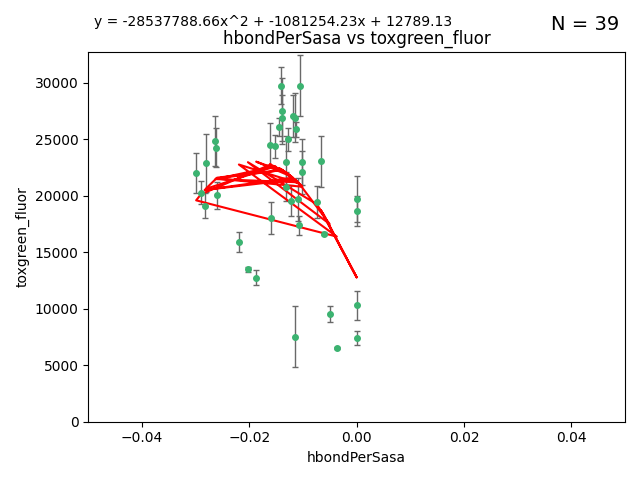 y = -28537788.66x^2 + -1081254.23x + 12789.13
N = 39
hbondPerSasa vs toxgreen_fluor
30000
25000
20000
15000
10000
5000
0
toxgreen_fluor
−0.04
−0.02
0.00
0.02
0.04
hbondPerSasa